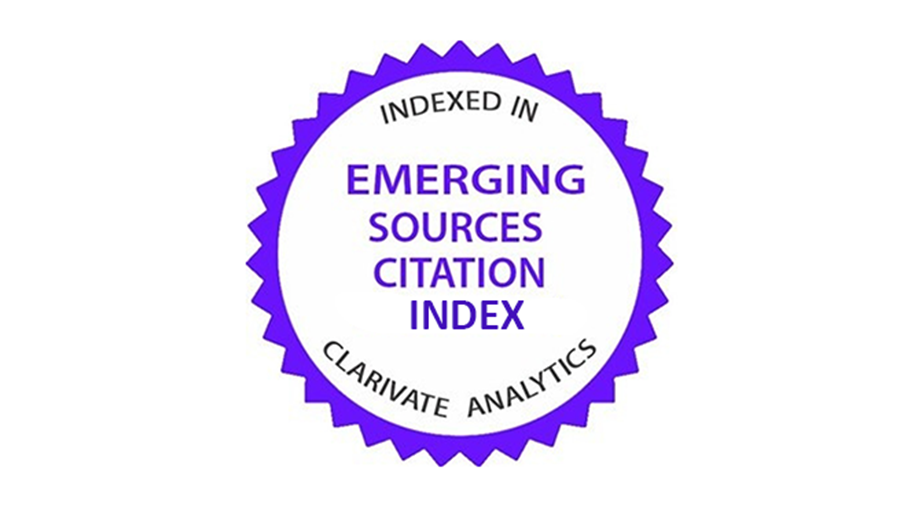 INDEXED IN
EMERGING
SOURCES
CITATION
INDEX
CLARIVATE ANALYTICS